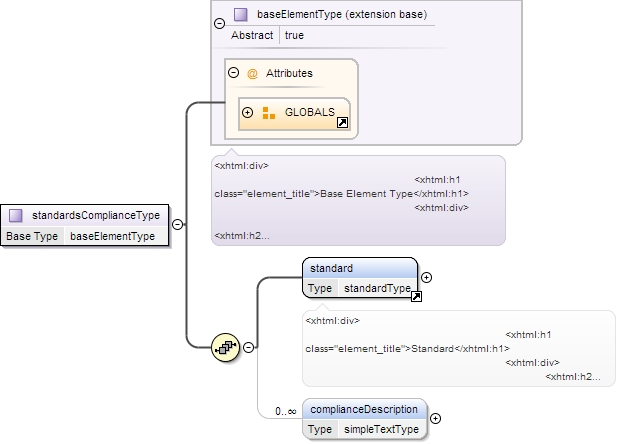 baseElementType (extension base)
Abstract true
@ Attributes
GLOBALS
<xhtml:div>
<xhtml:h1
class="element_title">Base Element Type</xhtml:h1>
<xhtml:div>
<xhtml:h2...
standardsComplianceType
Base Type baseElementType
standard
Type standardType
<xhtml:div>
<xhtml:h1
class="element_title">Standard</xhtml:h1>
<xhtml:div>
<xhtml:h2...
0..∞
complianceDescription
Type simpleTextType